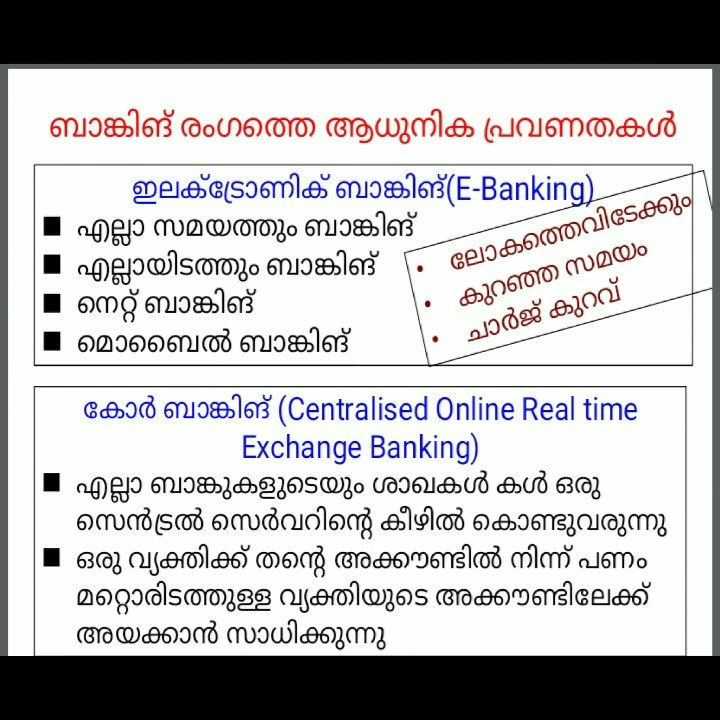 ബാങ്കിങ് രംഗത്തെ ആധുനിക പ്രവണതകൾ
ഇലക്ട്രോണിക് ബാങ്കിങ്(E-Banking)
■ എല്ലാ സമയത്തും ബാങ്കിങ്
■ എല്ലായിടത്തും ബാങ്കിങ്
■ നെറ്റ് ബാങ്കിങ്
■ മൊബൈൽ ബാങ്കിങ്
• ലോകത്തെവിടേക്കും
• കുറഞ്ഞ സമയം
• ചാർജ് കുറവ്
കോർ ബാങ്കിങ് (Centralised Online Real time
Exchange Banking)
■ എല്ലാ ബാങ്കുകളുടെയും ശാഖകൾ കൾ ഒരു
സെൻട്രൽ സെർവറിന്റെ കീഴിൽ കൊണ്ടുവരുന്നു
■ ഒരു വ്യക്തിക്ക് തന്റെ അക്കൗണ്ടിൽ നിന്ന് പണം
മറ്റൊരിടത്തുള്ള വ്യക്തിയുടെ അക്കൗണ്ടിലേക്ക്
അയക്കാൻ സാധിക്കുന്നു